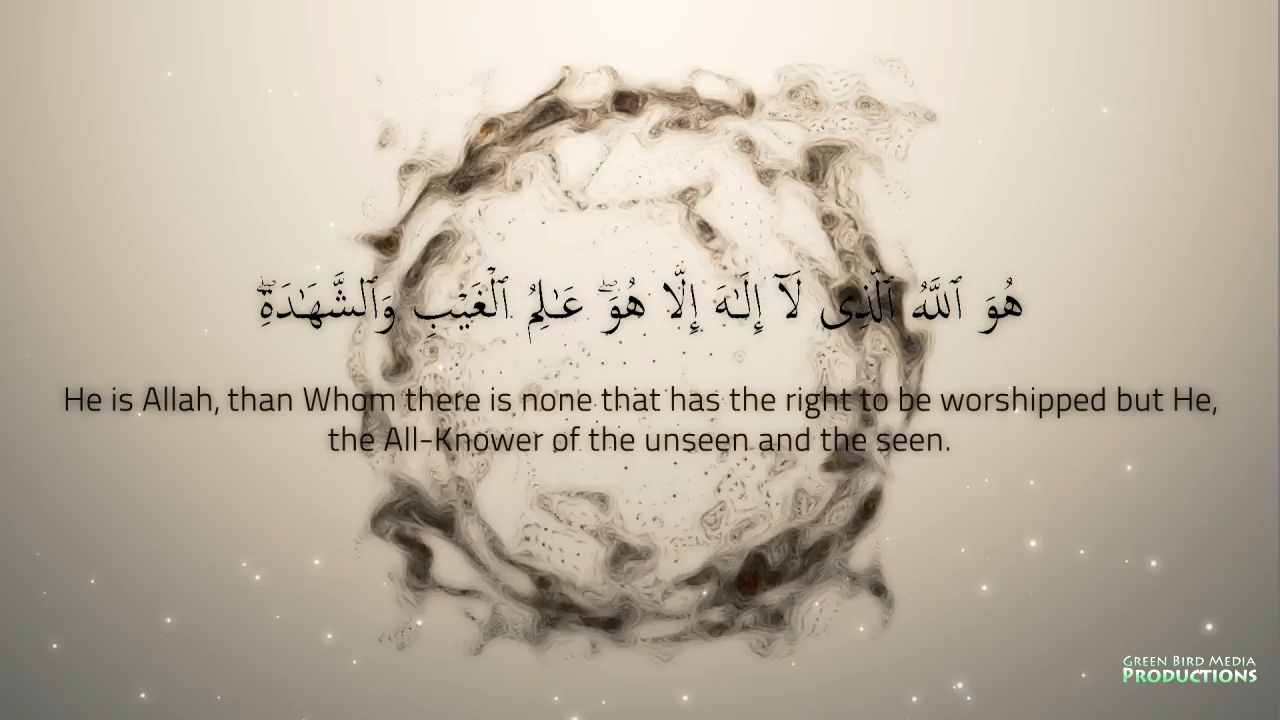 هُوَ ٱللَّهُ ٱلَّذِى لَآ إِلَـٰهَ إِلَّا هُوَ ۖ عَـٰلِمُ ٱلْغَيْبِ وَٱلشَّهَـٰدَةِ ۖ
He is Allah, than Whom there is none that has the right to be worshipped but He,
the All-Knower of the unseen and the seen.
GREEN BIRD MEDIA
PRODUCTIONS